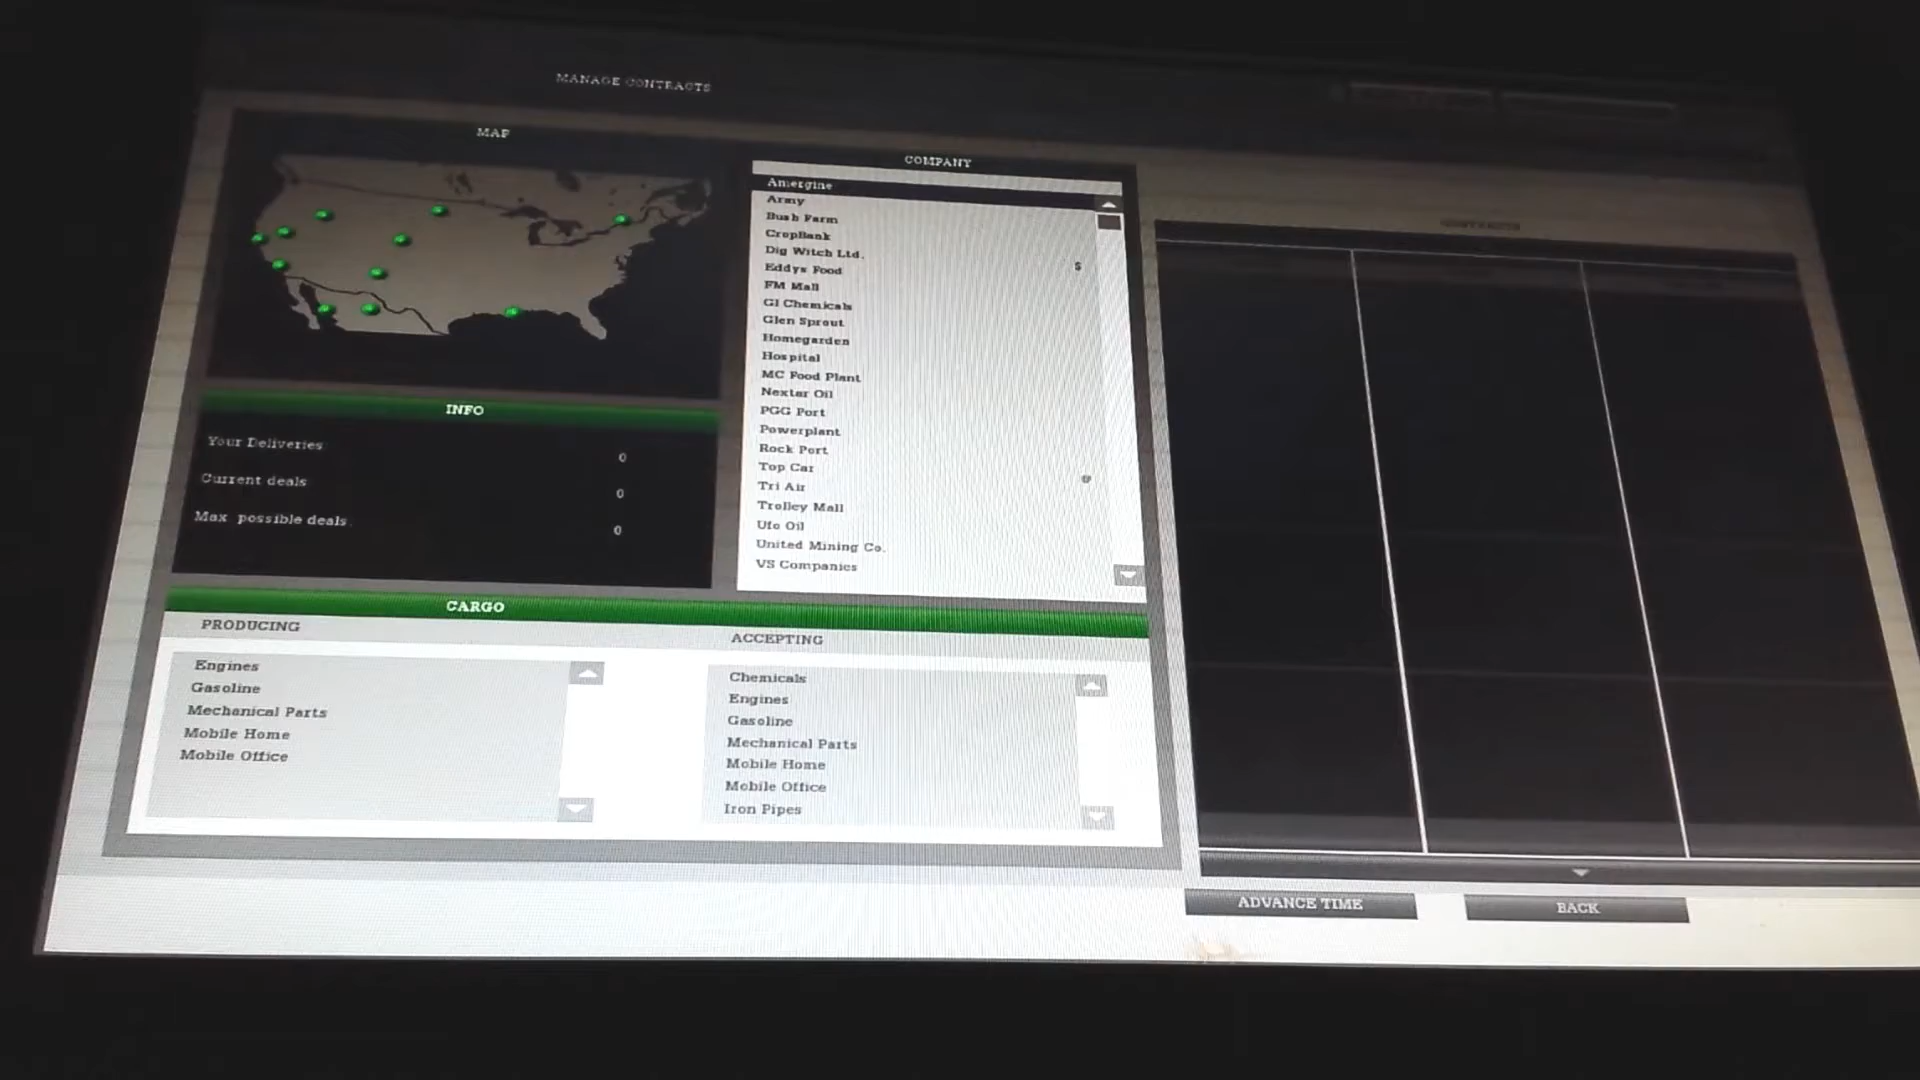 MANAGE CONTRACTS
MAP
COMPANY
Amergine
Army
Bush Farm
CropBank
Dig Witch Ltd.
Eddys Food
FM Mall
GI Chemicals
Glen Sprout
Homegarden
Hospital
MC Food Plant
Nextar Oil
PGG Port
Powerplant
Rock Port
Top Car
Tri Air
Trolley Mall
Ufo Oil
United Mining Co.
VS Companies
INFO
Your Deliveries 0
Current deals 0
Max possible deals. 0
CARGO
PRODUCING
Engines
Gasoline
Mechanical Parts
Mobile Home
Mobile Office
ACCEPTING
Chemicals
Engines
Gasoline
Mechanical Parts
Mobile Home
Mobile Office
Iron Pipes
ADVANCE TIME
BACK